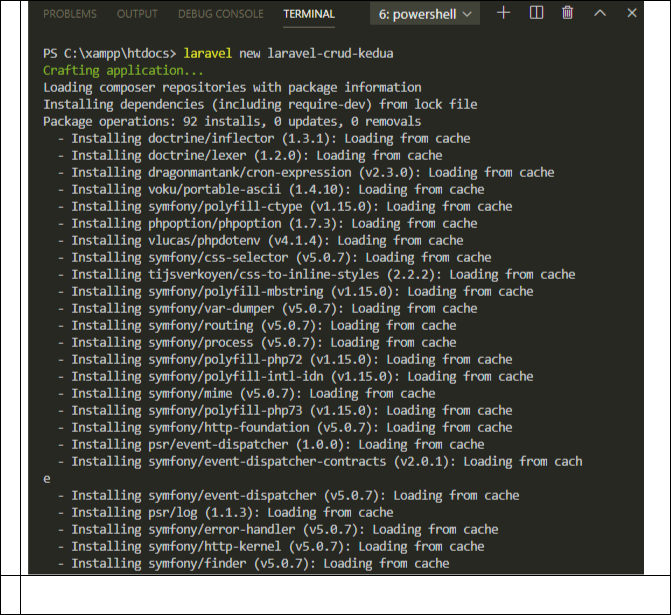 PROBLEMS OUTPUT DEBUG CONSOLE TERMINAL 6: powershell
PS C:\xampp\htdocs> laravel new laravel-crud-kedua
Crafting application...
Loading composer repositories with package information
Installing dependencies (including require-dev) from lock file
Package operations: 92 installs, 0 updates, 0 removals
- Installing doctrine/inflector (1.3.1): Loading from cache
- Installing doctrine/lexer (1.2.0): Loading from cache
- Installing dragonmantank/cron-expression (v2.3.0): Loading from cache
- Installing voku/portable-ascii (1.4.10): Loading from cache
- Installing symfony/polyfill-ctype (v1.15.0): Loading from cache
- Installing phpoption/phpoption (1.7.3): Loading from cache
- Installing vlucas/phpdotenv (v4.1.4): Loading from cache
- Installing symfony/css-selector (v5.0.7): Loading from cache
- Installing tijsverkoyen/css-to-inline-styles (2.2.2): Loading from cache
- Installing symfony/polyfill-mbstring (v1.15.0): Loading from cache
- Installing symfony/var-dumper (v5.0.7): Loading from cache
- Installing symfony/routing (v5.0.7): Loading from cache
- Installing symfony/process (v5.0.7): Loading from cache
- Installing symfony/polyfill-php72 (v1.15.0): Loading from cache
- Installing symfony/polyfill-intl-idn (v1.15.0): Loading from cache
- Installing symfony/mime (v5.0.7): Loading from cache
- Installing symfony/polyfill-php73 (v1.15.0): Loading from cache
- Installing symfony/http-foundation (v5.0.7): Loading from cache
- Installing psr/event-dispatcher (1.0.0): Loading from cache
- Installing symfony/event-dispatcher-contracts (v2.0.1): Loading from cach
e
- Installing symfony/event-dispatcher (v5.0.7): Loading from cache
- Installing psr/log (1.1.3): Loading from cache
- Installing symfony/error-handler (v5.0.7): Loading from cache
- Installing symfony/http-kernel (v5.0.7): Loading from cache
- Installing symfony/finder (v5.0.7): Loading from cache